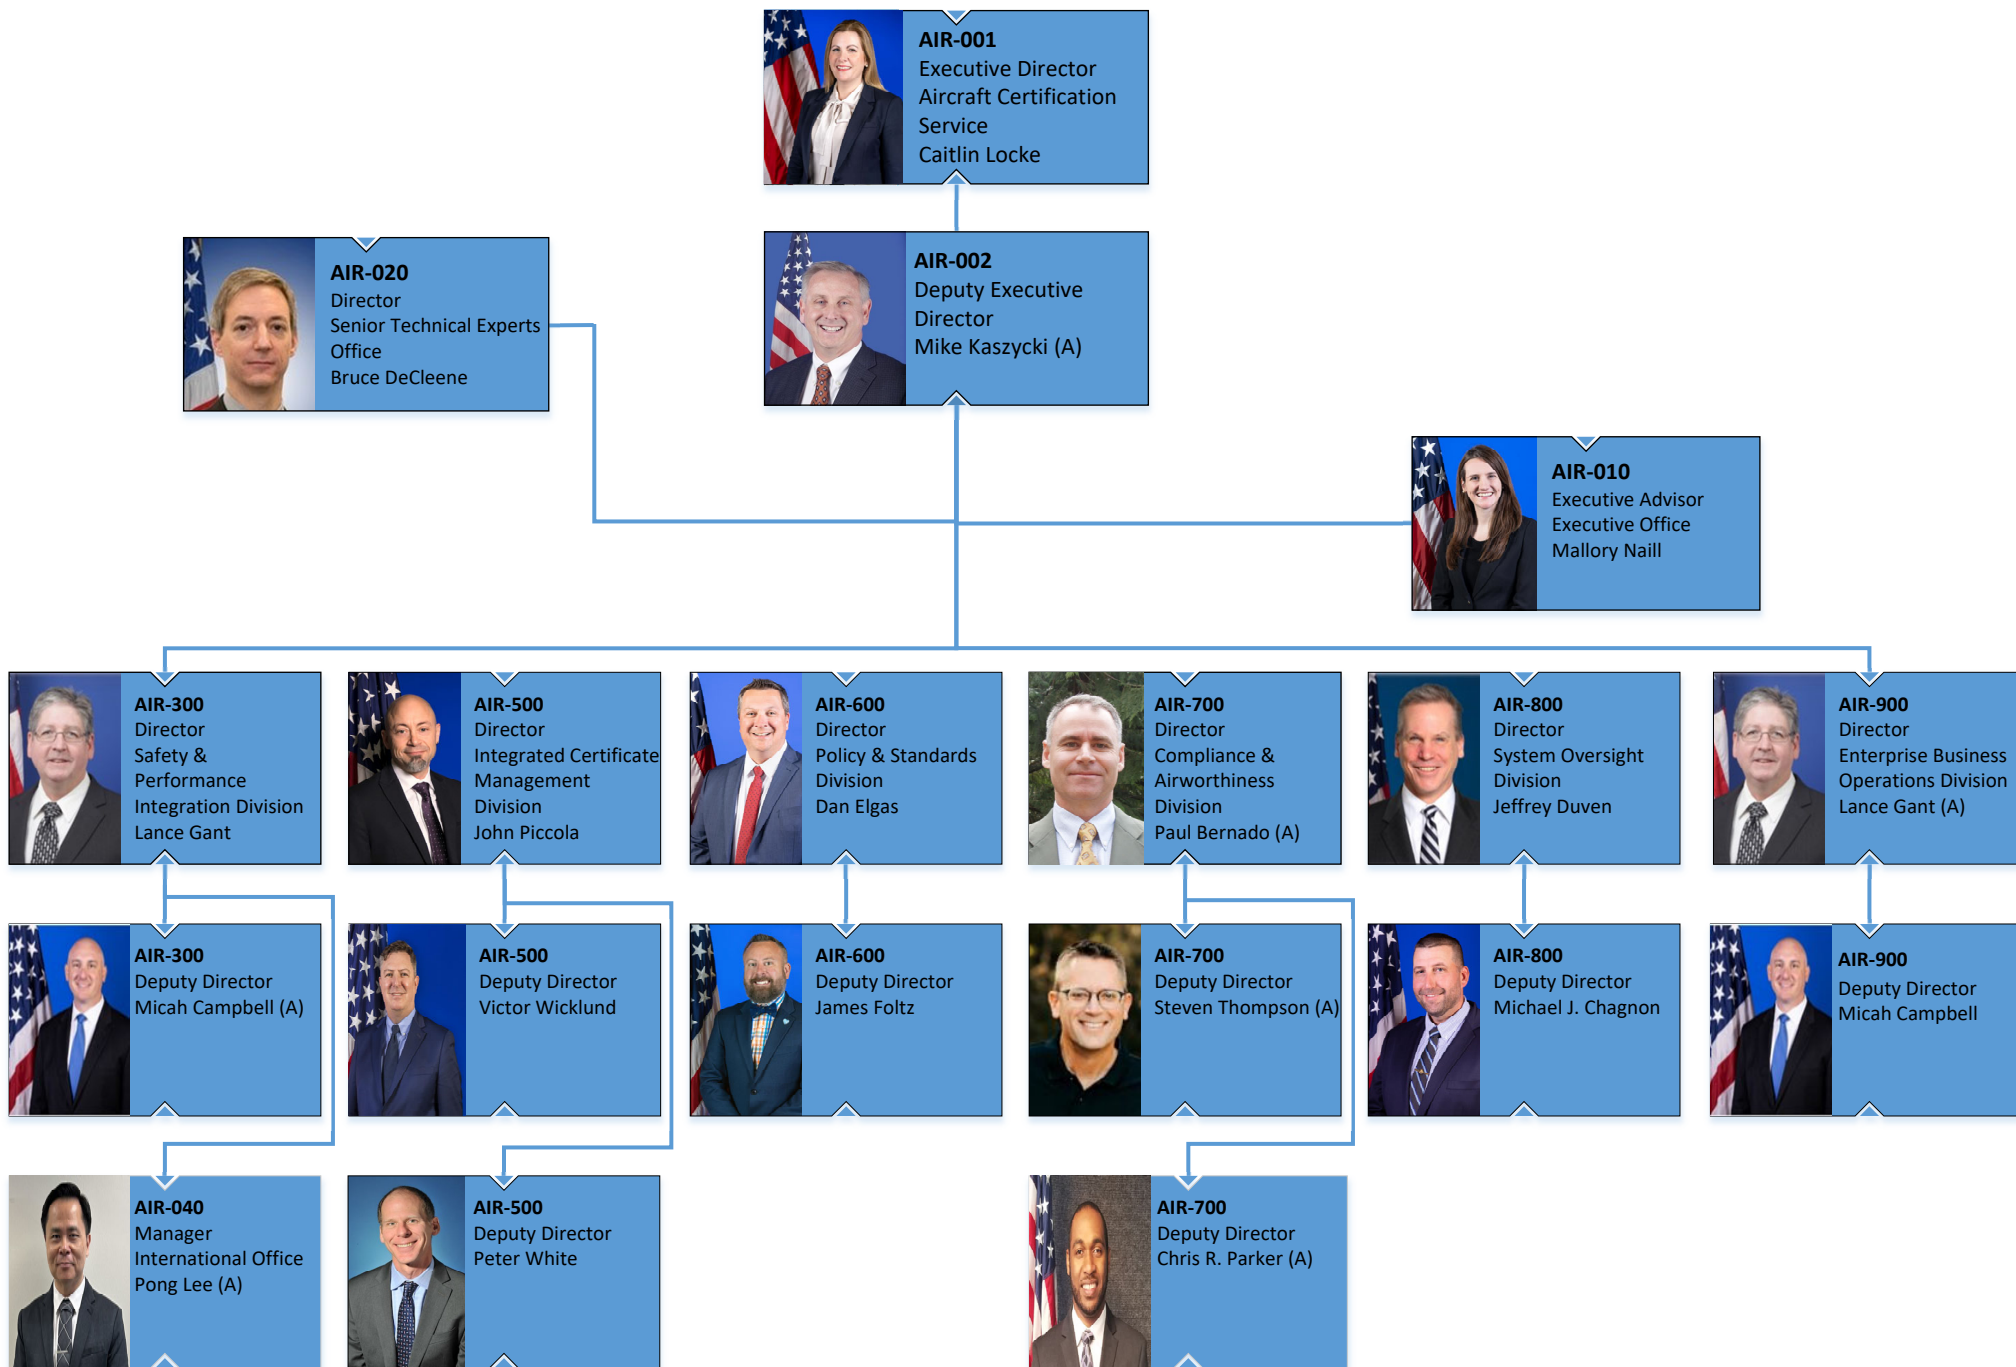 AIR-001
Executive Director
Aircraft Certification
Service
Caitlin Locke
AIR-020
Director
Senior Technical Experts
Office
Bruce DeCleene
AIR-002
Deputy Executive
Director
Mike Kaszycki (A)
AIR-010
Executive Advisor
Executive Office
Mallory Naill
AIR-300
Director
Safety &
Performance
Integration Division
Lance Gant
AIR-500
Director
Integrated Certificate
Management
Division
John Piccola
AIR-600
Director
Policy & Standards
Division
Dan Elgas
AIR-700
Director
Compliance &
Airworthiness
Division
Paul Bernado (A)
AIR-800
Director
System Oversight
Division
Jeffrey Duven
AIR-900
Director
Enterprise Business
Operations Division
Lance Gant (A)
AIR-300
Deputy Director
Micah Campbell (A)
AIR-500
Deputy Director
Victor Wicklund
AIR-600
Deputy Director
James Foltz
AIR-700
Deputy Director
Steven Thompson (A)
AIR-800
Deputy Director
Michael J. Chagnon
AIR-900
Deputy Director
Micah Campbell
AIR-040
Manager
International Office
Pong Lee (A)
AIR-500
Deputy Director
Peter White
AIR-700
Deputy Director
Chris R. Parker (A)